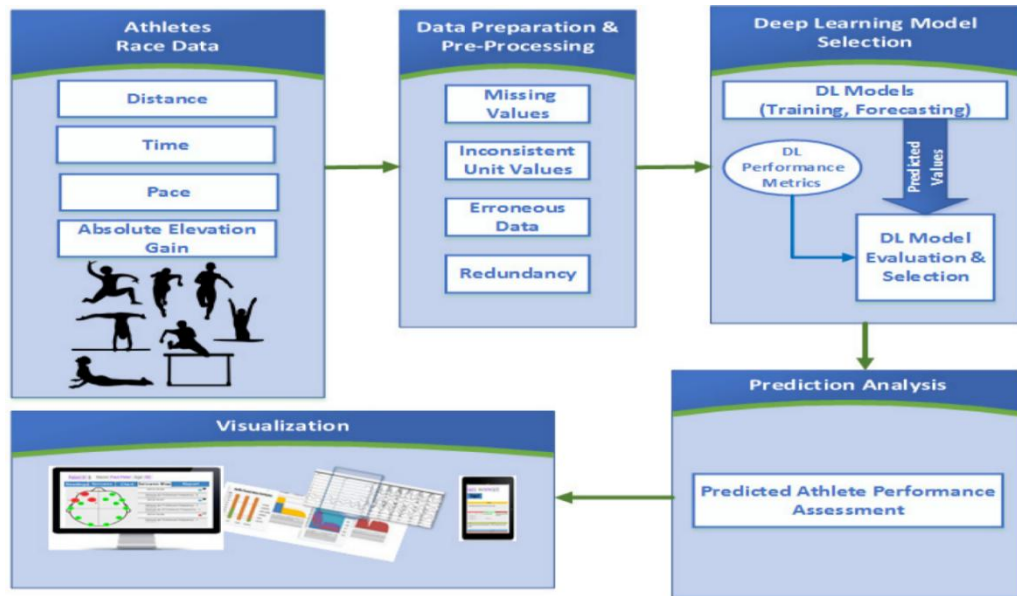 Athletes
Race Data
Distance
Time
Pace
Absolute Elevation
Gain
Data Preparation &
Pre-Processing
Missing
Values
Inconsistent
Unit Values
Erroneous
Data
Redundancy
Deep Learning Model
Selection
DL Models
(Training, Forecasting)
DL
Performance
Metrics
Predicted
Values
DL Model
Evaluation &
Selection
Prediction Analysis
Predicted Athlete Performance
Assessment
Visualization